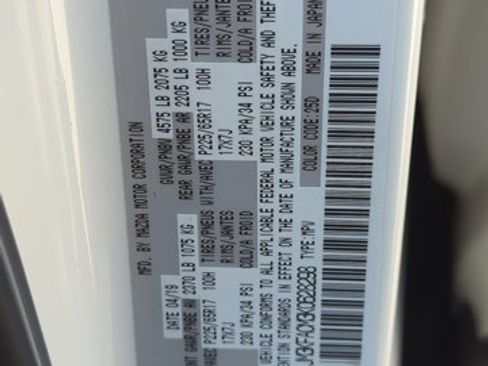 MFD. BY MAZDA MOTOR CORPORATION
DATE 04/19 GVWR/PNBV 4575 LB 2075 KG
GAWR/PNBE AV 2370 LB 1075 KG REAR GAWR/PNBE AR 2205 LB 1000 KG
TIRES/PNEUS WITH/AVEC TIRES/PNEUS
P225/65R17 100H RIMS/JANTES P225/65R17 100H RIMS/JANTES
17X7J COLD/A FROID 17X7J COLD/A FROID
230 KPA/34 PSI 230 KPA/34 PSI
VEHICLE CONFORMS TO ALL APPLICABLE FEDERAL MOTOR VEHICLE SAFETY AND THEFT
STANDARDS IN EFFECT ON THE DATE OF MANUFACTURE SHOWN ABOVE.
TYPE:MPV COLOR CODE:25D MADE IN JAPAN